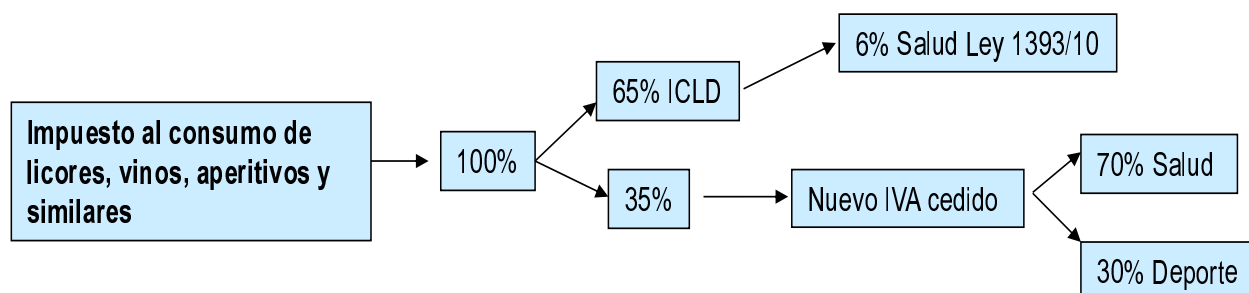 Impuesto al consumo de
licores, vinos, aperitivos y
similares
100%
65% ICLD
6% Salud Ley 1393/10
35%
Nuevo IVA cedido
70% Salud
30% Deporte